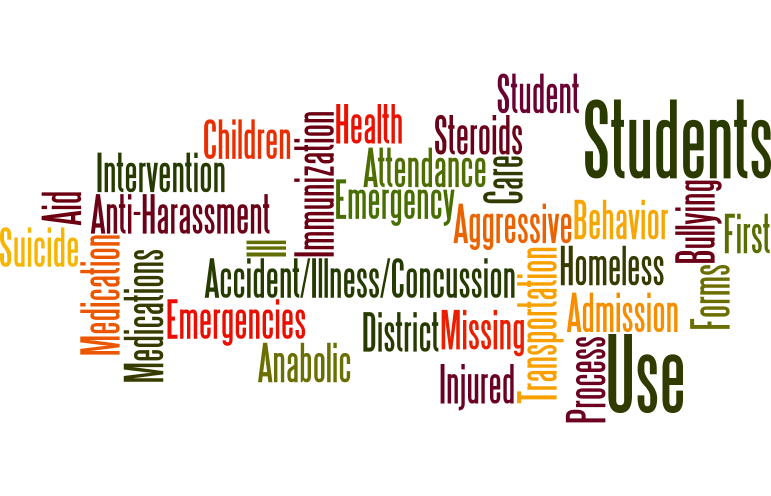 Student
Students
Children
Health
Steroids
Immunization
Attendance
Care
Intervention
Aid
Anti-Harassment
Emergency
Aggressive
Behavior
Bullying
First
Suicide
Medication
Medications
Ill
Accident/Illness/Concussion
Transportation
Homeless
Forms
Emergencies
District
Missing
Admission
Anabolic
Injured
Process
Use